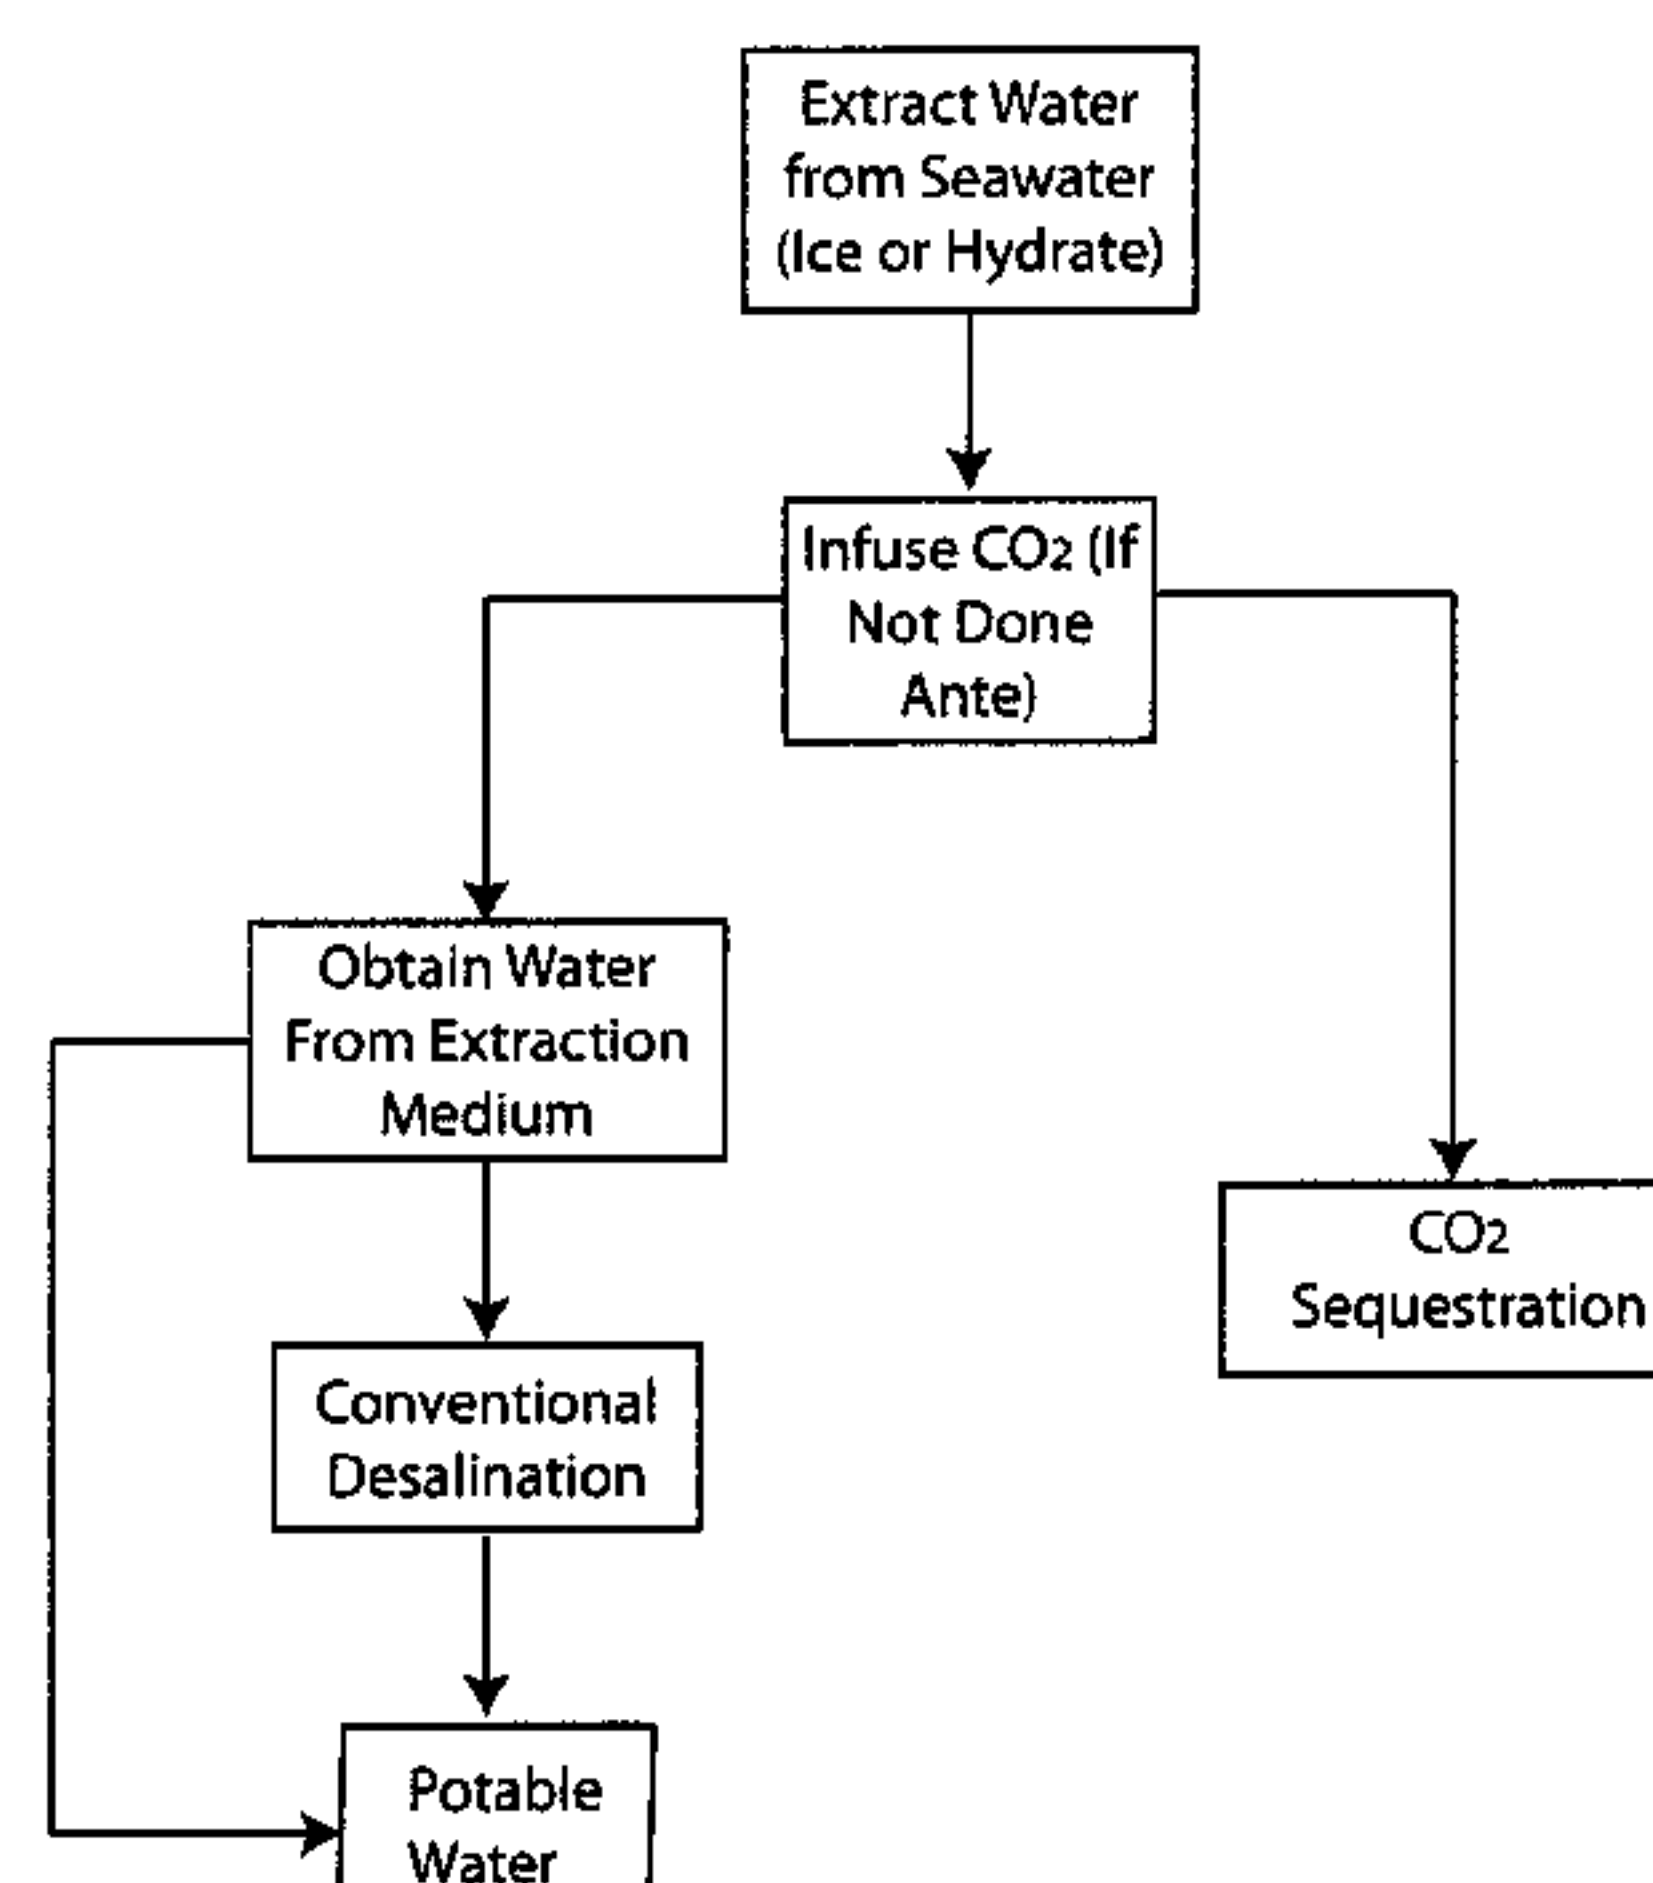 Extract Water
from Seawater
(Ice or Hydrate)
Infuse CO2 (If
Not Done
Ante)
Obtain Water
From Extraction
Medium
Conventional
Desalination
CO2
Sequestration
Potable
Water